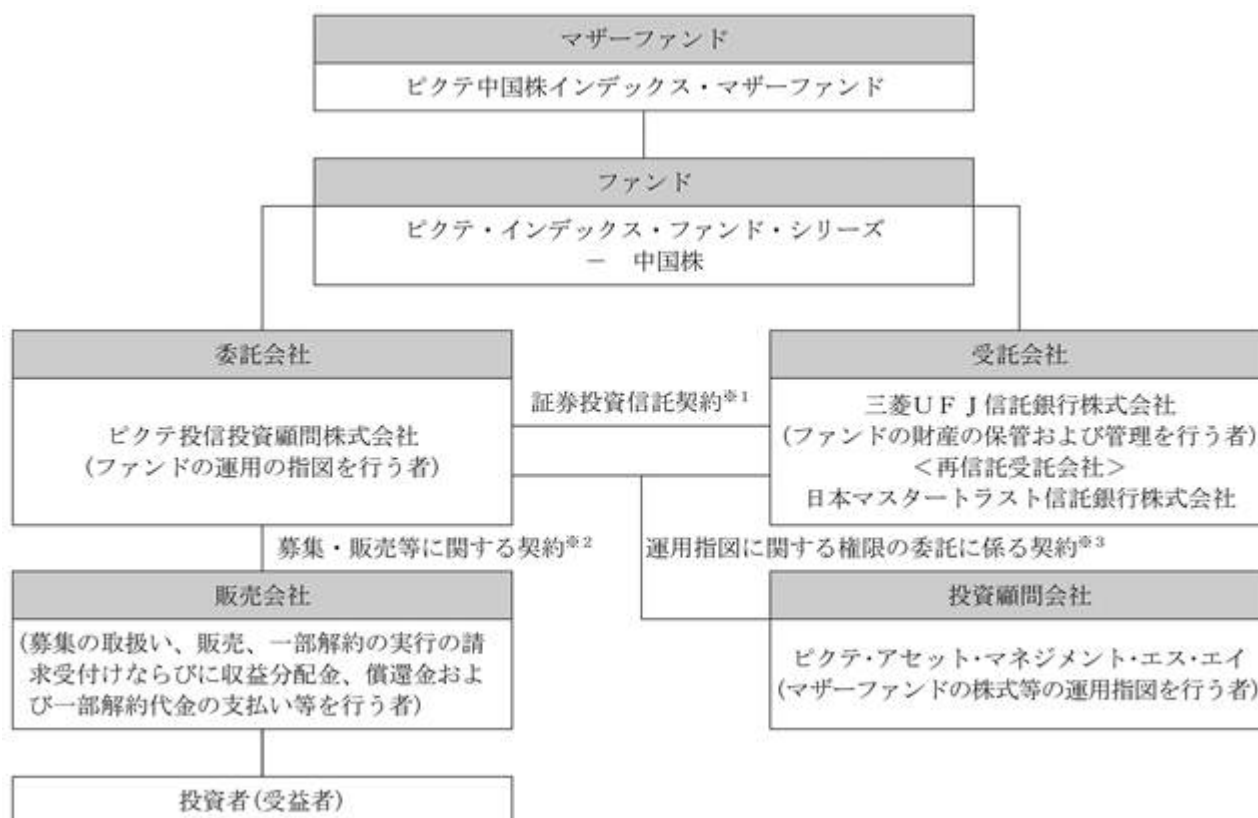 マザーファンド
ピクテ中国株インデックス・マザーファンド
ファンド
ピクテ・インデックス・ファンド・シリーズ
－ 中国株
委託会社
ピクテ投信投資顧問株式会社
(ファンドの運用の指図を行う者)
証券投資信託契約※1
受託会社
三菱ＵＦＪ信託銀行株式会社
(ファンドの財産の保管および管理を行う者)
＜再信託受託会社＞
日本マスタートラスト信託銀行株式会社
募集・販売等に関する契約※2
運用指図に関する権限の委託に係る契約※3
販売会社
(募集の取扱い、販売、一部解約の実行の請
求受付けならびに収益分配金、償還金およ
び一部解約代金の支払い等を行う者)
投資顧問会社
ピクテ・アセット・マネジメント・エス・エイ
(マザーファンドの株式等の運用指図を行う者)
投資者(受益者)